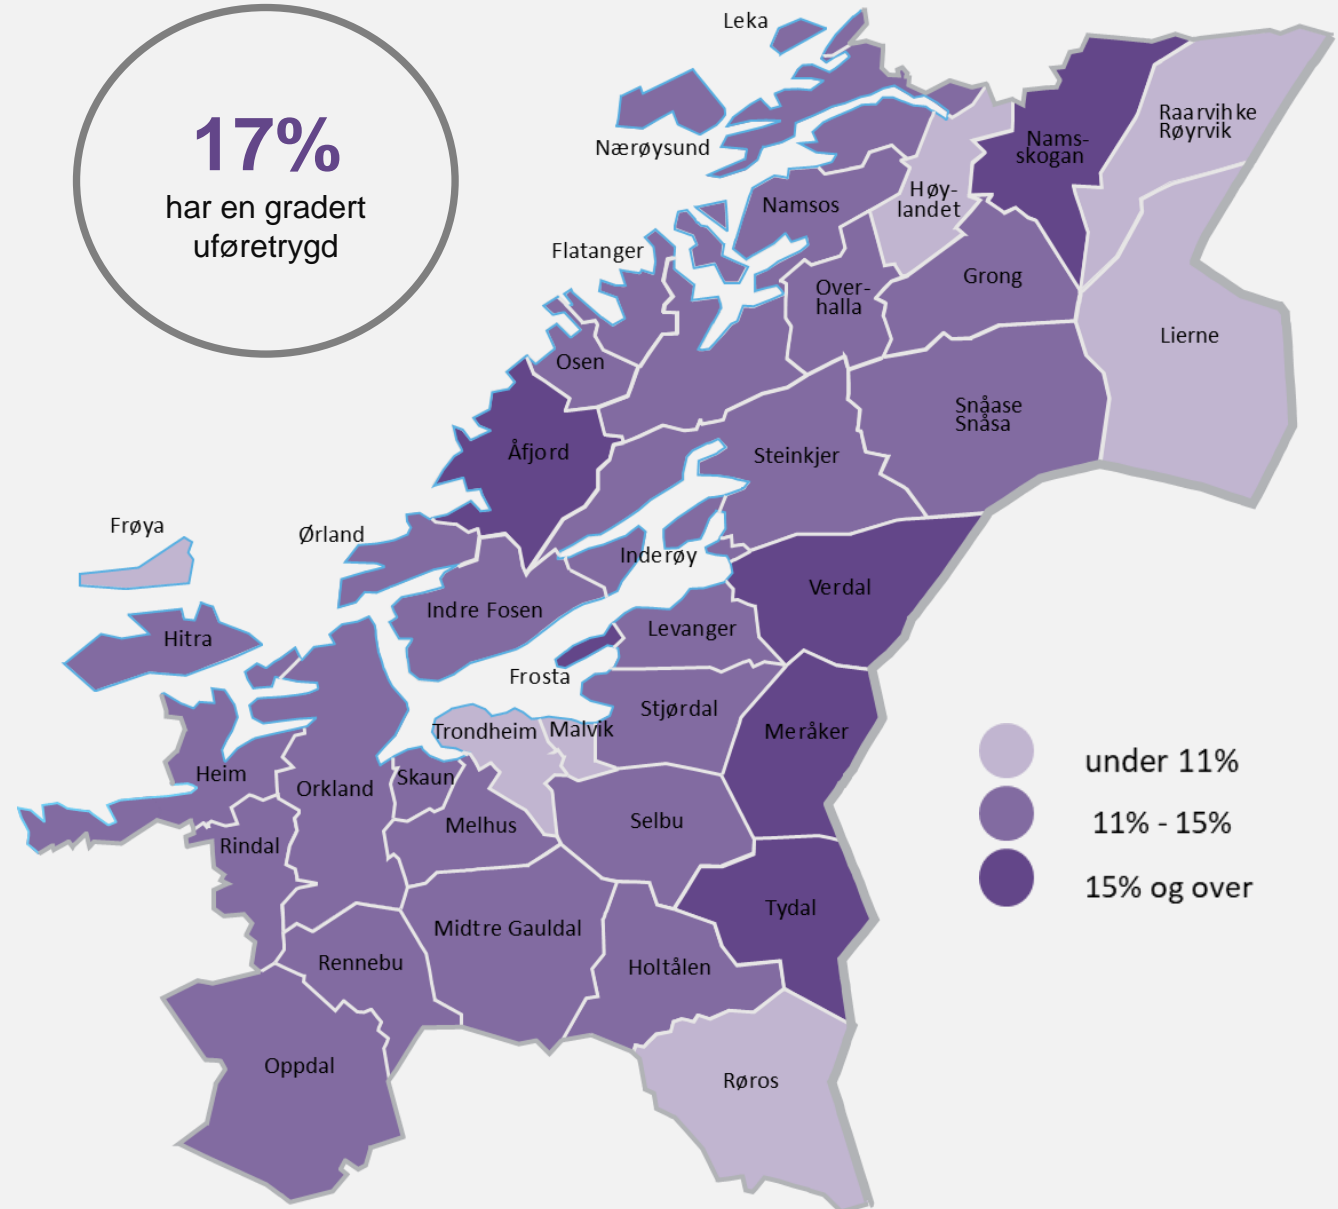 17%
har en gradert
uføretrygd
Leka
Nærøysund
Raarvihke
Røyrvik
Nams-
skogan
Høy-
landet
Namsos
Flatanger
Grong
Over-
halla
Lierne
Osen
Snåase
Snåsa
Åfjord
Steinkjer
Frøya
Ørland
Inderøy
Verdal
Indre Fosen
Levanger
Hitra
Frosta
Stjørdal
Trondheim
Malvik
Meråker
Heim
Orkland
Skaun
under 11%
Melhus
Selbu
11% - 15%
Rindal
15% og over
Tydal
Midtre Gauldal
Rennebu
Holtålen
Oppdal
Røros